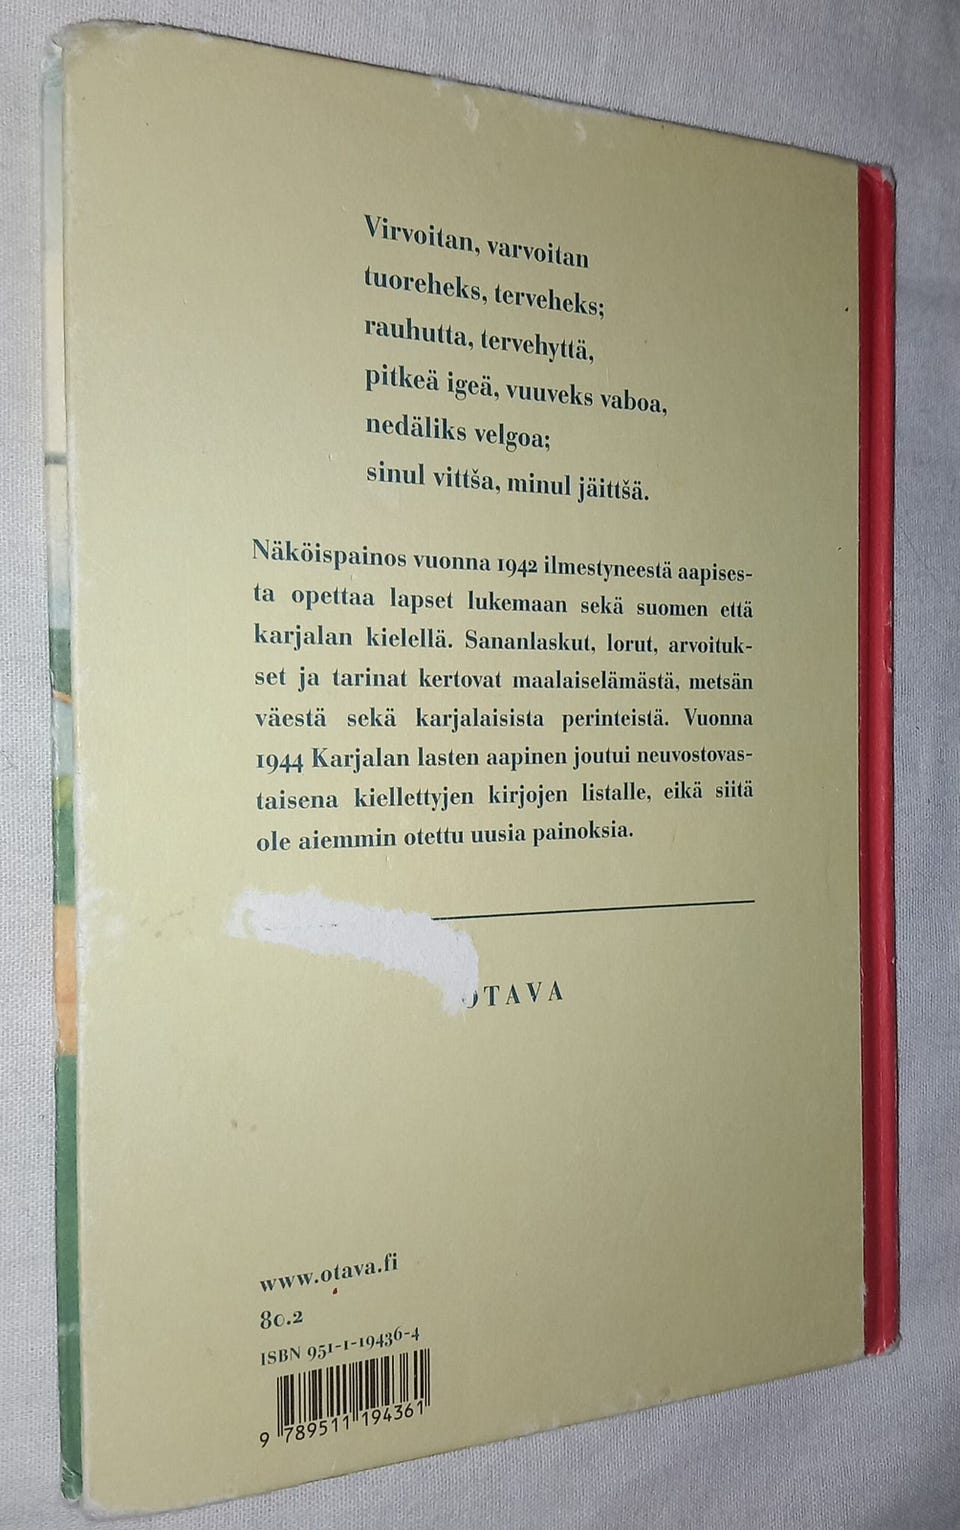 Virvoitan, varvoitan
tuoreheks, terveheks;
rauhutta, tervehyttä,
pitkeä igeä, vuuveks vaboa,
nedäliks velgoa;
sinul vittša, minul jäittšä.
Näköispainos vuonna 1942 ilmestyneestä aapises-
ta opettaa lapset lukemaan sekä suomen että
karjalan kielellä. Sananlaskut, lorut, arvoituk-
set ja tarinat kertovat maalaiselämästä, metsän
väestä sekä karjalaisista perinteistä. Vuonna
1944 Karjalan lasten aapinen joutui neuvostovas-
taisena kiellettyjen kirjojen listalle, eikä siitä
ole aiemmin otettu uusia painoksia.
OTAVA
www.otava.fi
80.2
ISBN 951-1-19436-4
9 789511 194361